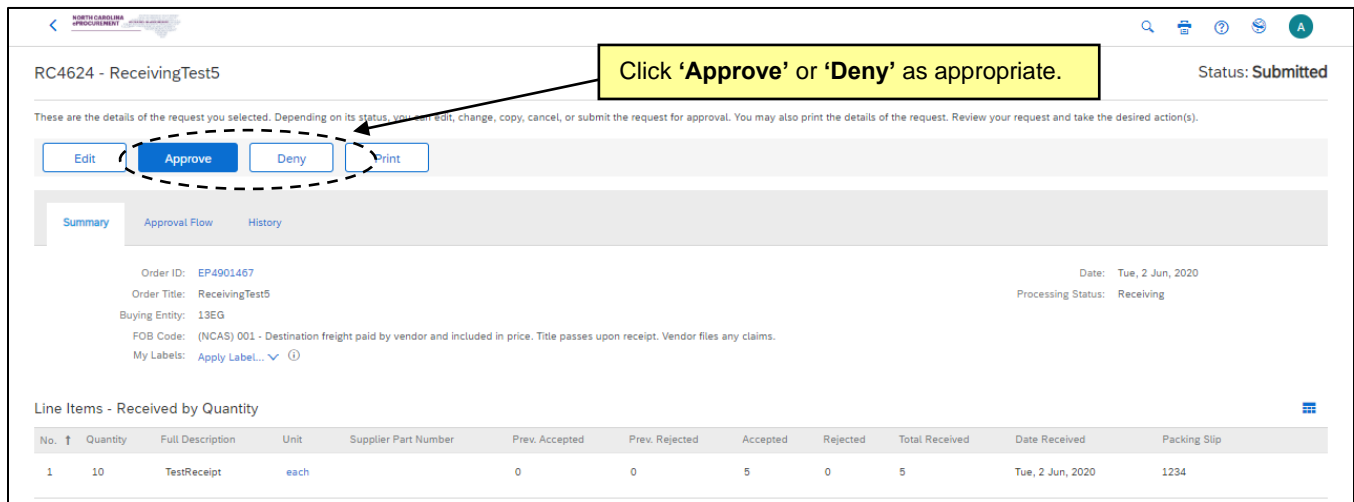 NORTH CAROLINA
ePROCUREMENT
A
RC4624 - ReceivingTest5
Click ‘Approve’ or ‘Deny’ as appropriate.
Status: Submitted
These are the details of the request you selected. Depending on its status, you can edit, change, copy, cancel, or submit the request for approval. You may also print the details of the request. Review your request and take the desired action(s).
Edit Approve Deny Print
Summary Approval Flow History
Order ID: EP4901467 Date: Tue, 2 Jun, 2020
Order Title: ReceivingTest5 Processing Status: Receiving
Buying Entity: 13EG
FOB Code: (NCAS) 001 - Destination freight paid by vendor and included in price. Title passes upon receipt. Vendor files any claims.
My Labels: Apply Label...
Line Items - Received by Quantity
No. ↑ Quantity Full Description Unit Supplier Part Number Prev. Accepted Prev. Rejected Accepted Rejected Total Received Date Received Packing Slip
1 10 TestReceipt each 0 0 5 0 5 Tue, 2 Jun, 2020 1234